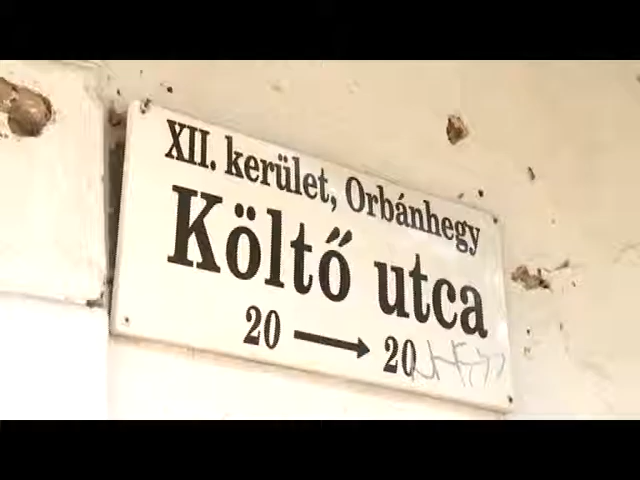 XII. kerület, Orbánhegy
Költő utca
20 → 20